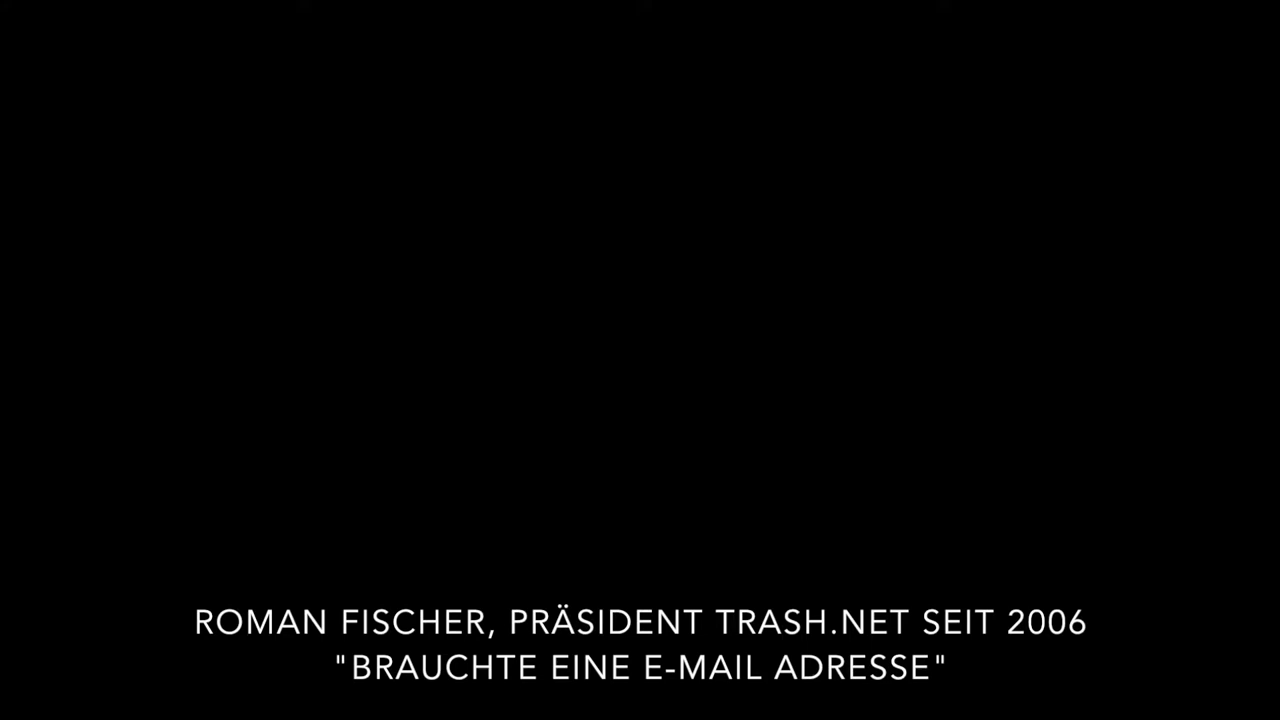 ROMAN FISCHER, PRÄSIDENT TRASH.NET SEIT 2006
"BRAUCHTE EINE E-MAIL ADRESSE"